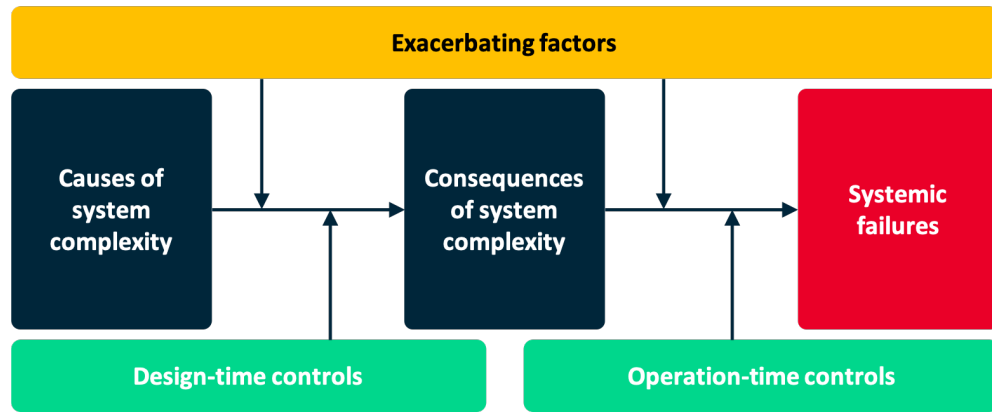 Exacerbating factors
Causes of
system
complexity
Consequences
of system
complexity
Systemic
failures
Design-time controls
Operation-time controls